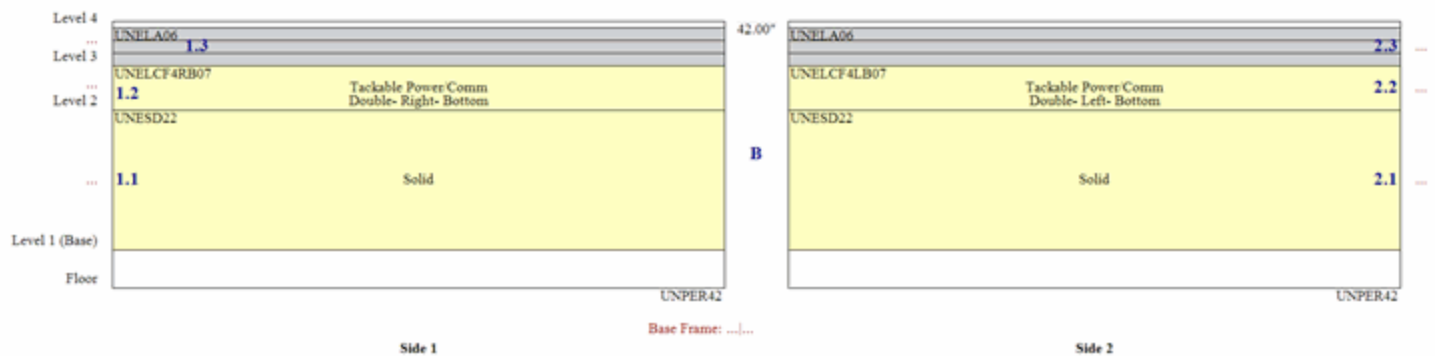 Level 4
UNELA06
42.00"
UNELA06
...
1.3
2.3
...
Level 3
UNELCF4RB07
UNELCF4LB07
...
Tackable Power/Comm
Tackable Power/Comm
2.2
...
1.2
Level 2
Double- Right- Bottom
Double- Left- Bottom
UNESD22
UNESD22
B
...
1.1
Solid
Solid
2.1
...
Level 1 (Base)
Floor
UNPER42
UNPER42
Base Frame: ...|...
Side 1
Side 2